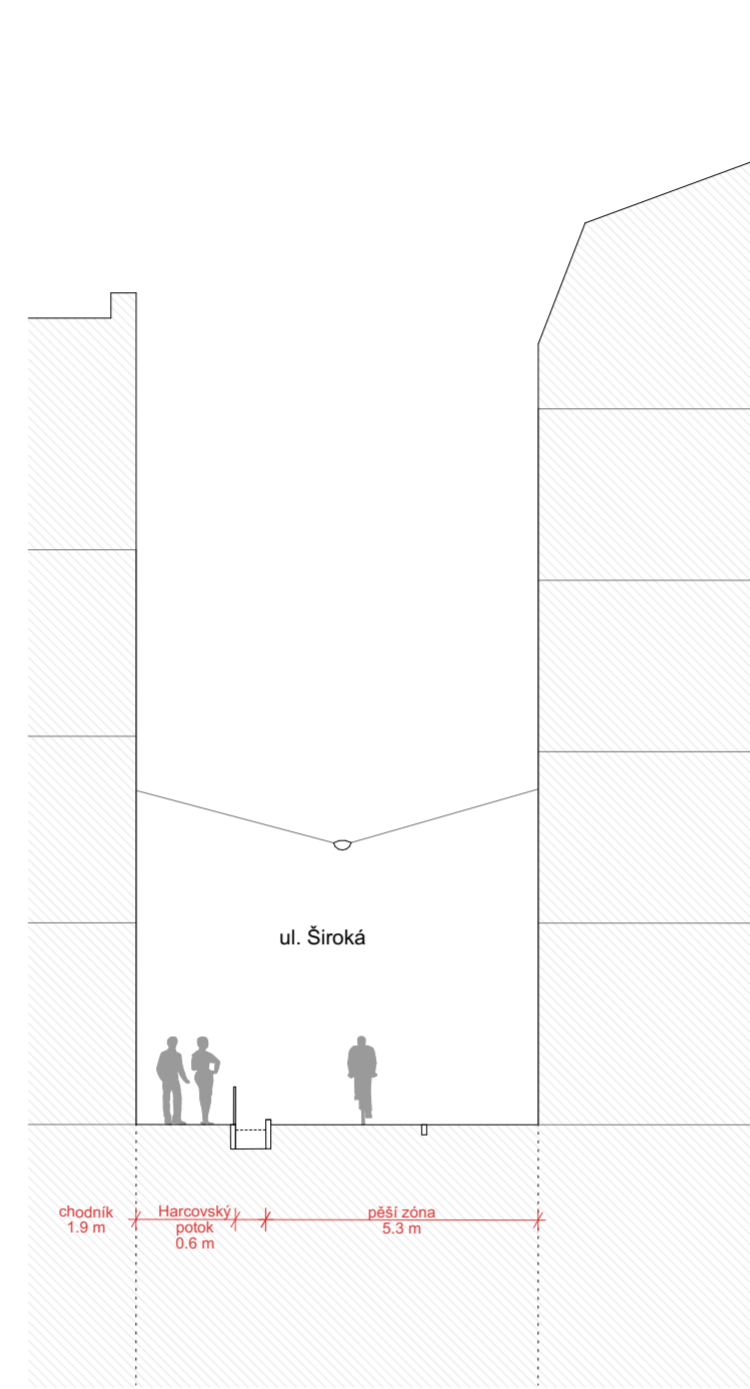 ul. Široká
chodník
1.9 m
Harcovský
potok
0.6 m
pěší zóna
5.3 m